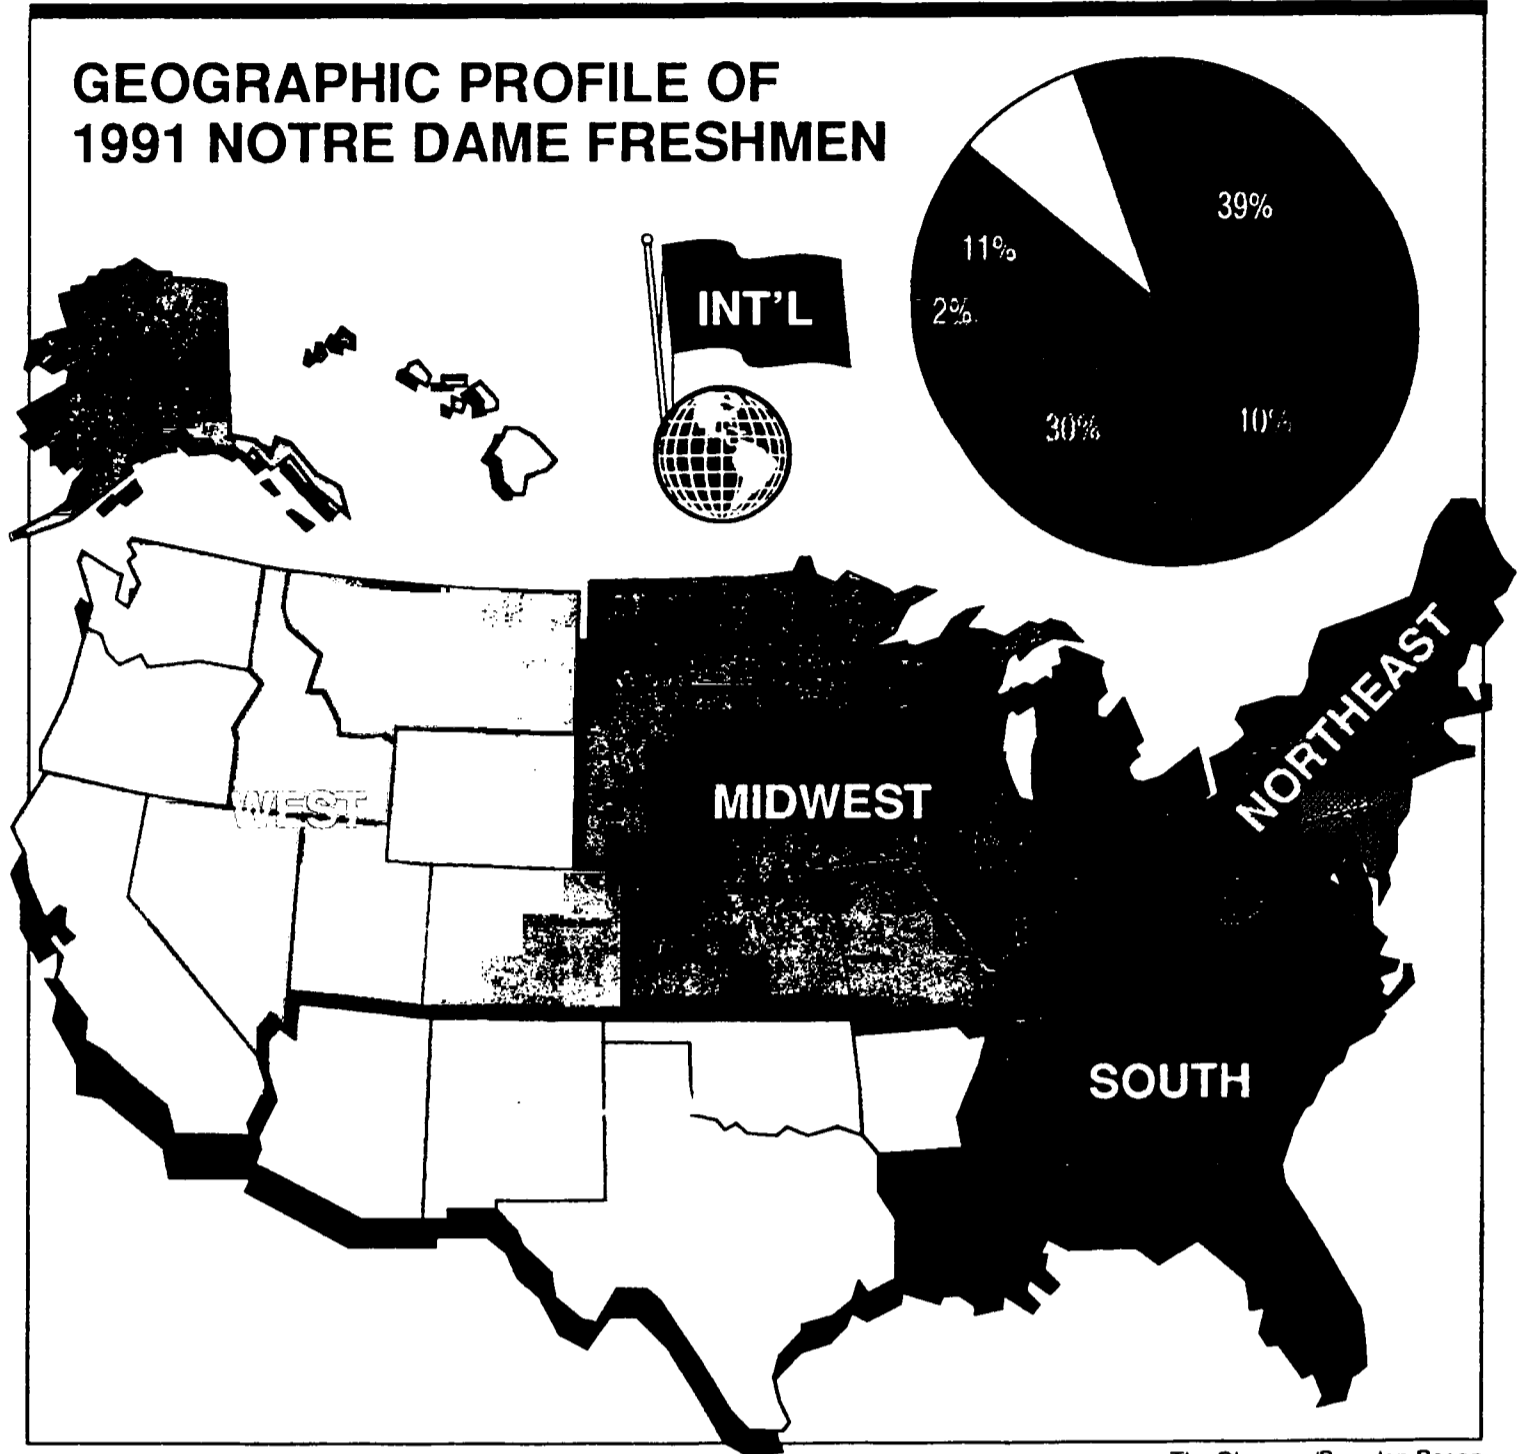 GEOGRAPHIC PROFILE OF
1991 NOTRE DAME FRESHMEN
39%
11%
2%
30%
10%
INT'L
WEST
MIDWEST
NORTHEAST
SOUTH